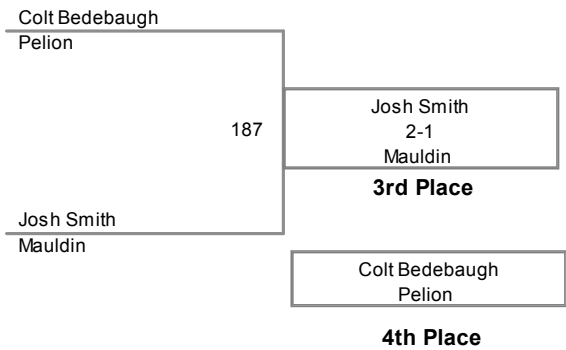 Colt Bedebaugh
Pelion
187
Josh Smith
2-1
Mauldin
3rd Place
Josh Smith
Mauldin
Colt Bedebaugh
Pelion
4th Place